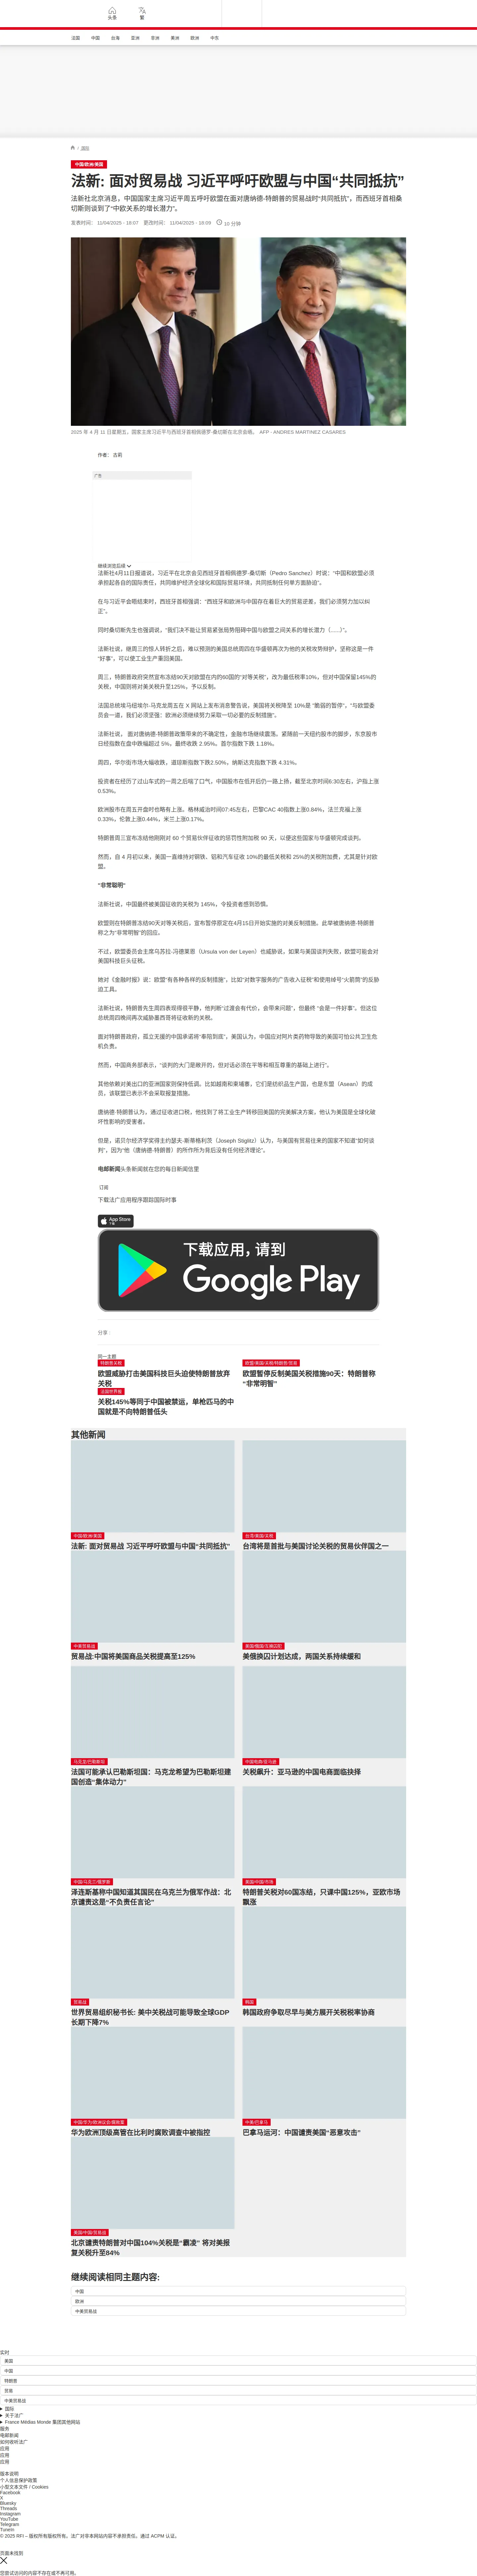 头条
繁
法国
中国
台湾
亚洲
非洲
美洲
欧洲
中东
国际
中国/欧洲/美国
法新: 面对贸易战 习近平呼吁欧盟与中国“共同抵抗”
法新社北京消息，中国国家主席习近平周五呼吁欧盟在面对唐纳德-特朗普的贸易战时“共同抵抗”，而西班牙首相桑切斯则谈到了“中欧关系的增长潜力”。
发表时间： 11/04/2025 - 16:07 更改时间： 11/04/2025 - 16:09 10 分钟
2025 年 4 月 11 日星期五，国家主席习近平与西班牙首相佩德罗·桑切斯在北京会晤。 AFP - ANDRES MARTINEZ CASARES
作者： 古莉
广告
继续浏览后续
法新社4月11日报道说，习近平在北京会见西班牙首相佩德罗-桑切斯（Pedro Sanchez）时说：“中国和欧盟必须承担起各自的国际责任，共同维护经济全球化和国际贸易环境，共同抵制任何单方面胁迫”。
在与习近平会晤结束时，西班牙首相强调：“西班牙和欧洲与中国存在着巨大的贸易逆差，我们必须努力加以纠正”。
同时桑切斯先生也强调说，“我们决不能让贸易紧张局势阻碍中国与欧盟之间关系的增长潜力（......）”。
法新社说，继周三的惊人转折之后，难以预测的美国总统周四在华盛顿再次为他的关税攻势辩护，坚称这是一件 “好事”，可以使工业生产重回美国。
周三，特朗普政府突然宣布冻结90天对欧盟在内的60国的“对等关税”，改为最低税率10%，但对中国保留145%的关税，中国则将对美关税升至125%，予以反制。
法国总统埃马纽埃尔-马克龙周五在 X 网站上发布消息警告说，美国将关税降至 10%是 “脆弱的暂停”，“与欧盟委员会一道，我们必须坚强：欧洲必须继续努力采取一切必要的反制措施”。
法新社说， 面对唐纳德-特朗普政策带来的不确定性，金融市场继续震荡。紧随前一天纽约股市的脚步，东京股市日经指数在盘中跌幅超过 5%，最终收跌 2.95%。首尔指数下跌 1.18%。
周四，华尔街市场大幅收跌，道琼斯指数下跌2.50%，纳斯达克指数下跌 4.31%。
投资者在经历了过山车式的一周之后喘了口气，中国股市在低开后仍一路上扬，截至北京时间6:30左右，沪指上涨0.53%。
欧洲股市在周五开盘时也略有上涨。格林威治时间07:45左右，巴黎CAC 40指数上涨0.84%，法兰克福上涨0.33%，伦敦上涨0.44%，米兰上涨0.17%。
特朗普周三宣布冻结他刚刚对 60 个贸易伙伴征收的惩罚性附加税 90 天，以便这些国家与华盛顿完成谈判。
然而，自 4 月初以来，美国一直维持对钢铁、铝和汽车征收 10%的最低关税和 25%的关税附加费，尤其是针对欧盟。
“非常聪明”
法新社说，中国最终被美国征收的关税为 145%，令投资者感到恐慌。
欧盟则在特朗普冻结90天对等关税后，宣布暂停原定在4月15日开始实施的对美反制措施。此举被唐纳德-特朗普称之为“非常明智”的回应。
不过，欧盟委员会主席乌苏拉-冯德莱恩（Ursula von der Leyen）也威胁说，如果与美国谈判失败，欧盟可能会对美国科技巨头征税。
她对《金融时报》说：欧盟“有各种各样的反制措施”，比如“对数字服务的广告收入征税”和使用绰号“火箭筒”的反胁迫工具。
法新社说，特朗普先生周四表现得很平静，他判断“过渡会有代价，会带来问题”，但最终 “会是一件好事”。但这位总统周四晚间再次威胁墨西哥将征收新的关税。
面对特朗普政府，孤立无援的中国承诺将“奉陪到底”，美国认为，中国应对阿片类药物导致的美国可怕公共卫生危机负责。
然而，中国商务部表示，“谈判的大门是敞开的，但对话必须在平等和相互尊重的基础上进行”。
其他依赖对美出口的亚洲国家则保持低调。比如越南和柬埔寨，它们是纺织品生产国，也是东盟（Asean）的成员，该联盟已表示不会采取报复措施。
唐纳德·特朗普认为，通过征收进口税，他找到了将工业生产转移回美国的完美解决方案。他认为美国是全球化破坏性影响的受害者。
但是，诺贝尔经济学奖得主约瑟夫-斯蒂格利茨（Joseph Stiglitz）认为，与美国有贸易往来的国家不知道“如何谈判”，因为“他（唐纳德-特朗普）的所作所为背后没有任何经济理论”。
电邮新闻头条新闻就在您的每日新闻信里
订阅
下载法广应用程序跟踪国际时事
App Store
下载应用，请到
Google Play
分享 :
同一主题
特朗普关税
欧盟威胁打击美国科技巨头迫使特朗普放弃关税
欧盟/美国/关税/特朗普/贸易
欧盟暂停反制美国关税措施90天：特朗普称“非常明智”
法国世界报
关税145%等同于中国被禁运，单枪匹马的中国就是不向特朗普低头
其他新闻
中国/欧洲/美国
法新: 面对贸易战 习近平呼吁欧盟与中国“共同抵抗”
台湾/美国/关税
台湾将是首批与美国讨论关税的贸易伙伴国之一
中美贸易战
贸易战:中国将美国商品关税提高至125%
美国/俄国/互换囚犯
美俄换囚计划达成，两国关系持续缓和
马克龙/巴勒斯坦
法国可能承认巴勒斯坦国：马克龙希望为巴勒斯坦建国创造“集体动力”
中国电商/亚马逊
关税飙升：亚马逊的中国电商面临抉择
中国/乌克兰/俄罗斯
泽连斯基称中国知道其国民在乌克兰为俄军作战：北京谴责这是“不负责任言论”
美国/中国/市场
特朗普关税对60国冻结，只课中国125%，亚欧市场飘涨
贸易战
世界贸易组织秘书长: 美中关税战可能导致全球GDP长期下降7%
韩国
韩国政府争取尽早与美方展开关税税率协商
中国/华为/欧洲议会/腐败案
华为欧洲顶级高管在比利时腐败调查中被指控
中美/巴拿马
巴拿马运河：中国谴责美国“恶意攻击”
美国/中国/贸易战
北京谴责特朗普对中国104%关税是“霸凌” 将对美报复关税升至84%
继续阅读相同主题内容:
中国
欧洲
中美贸易战
实时
美国
中国
特朗普
贸易
中美贸易战
国际
关于法广
France Médias Monde 集团其他网站
服务
电邮新闻
如何收听法广
应用
应用
应用
版本说明
个人信息保护政策
小型文本文件 / Cookies
Facebook
X
Bluesky
Threads
Instagram
YouTube
Telegram
TuneIn
© 2025 RFI – 版权所有版权所有。法广对非本网站内容不承担责任。通过 ACPM 认证。
页面未找到
您尝试访问的内容不存在或不再可用。